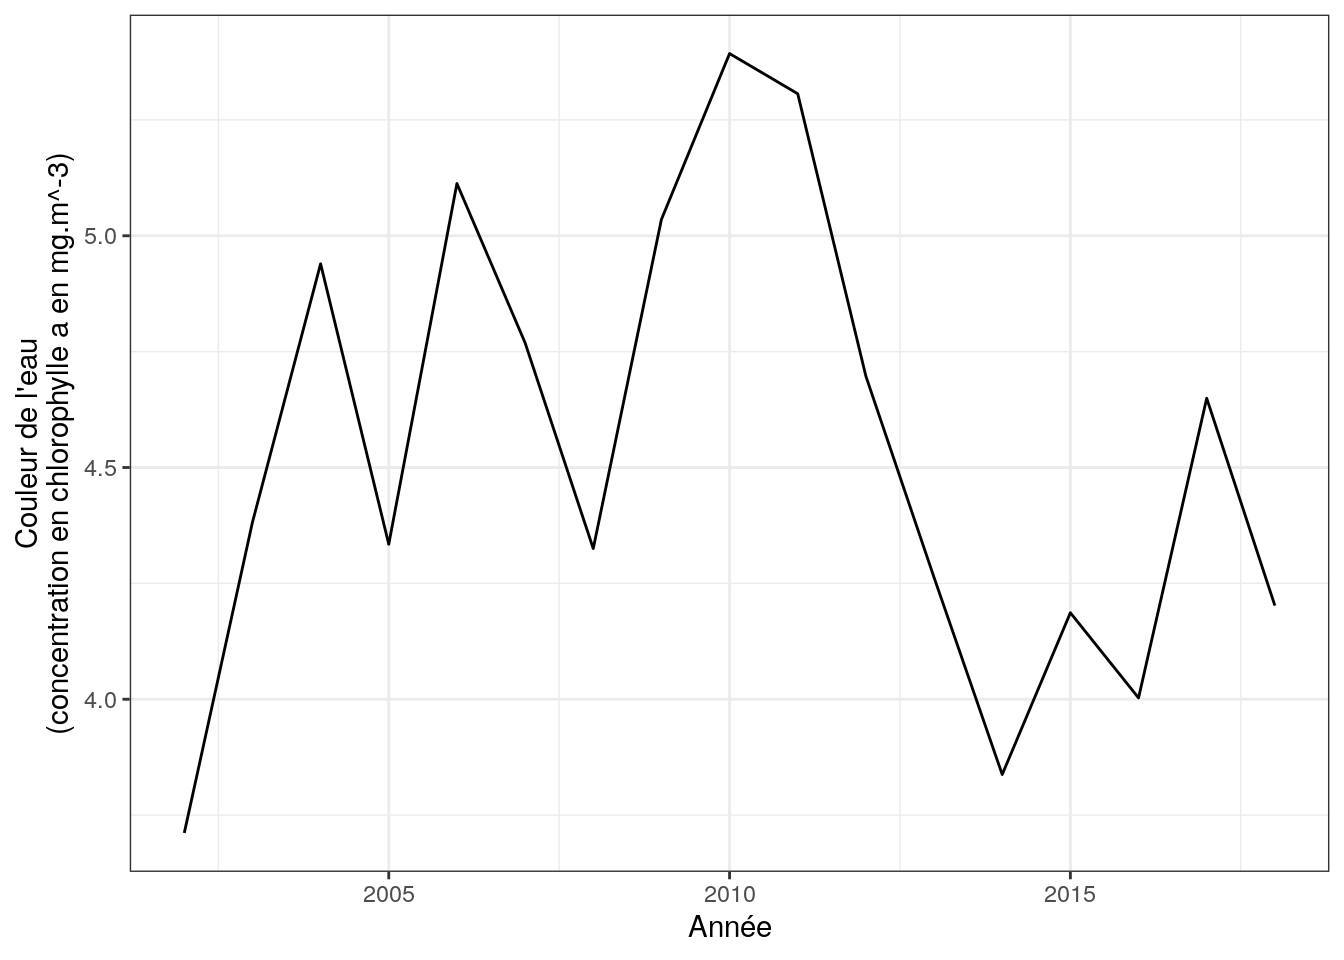 Couleur de l'eau
(concentration en chlorophylle a en mg.m^-3)
5.0
4.5
4.0
2005
2010
2015
Année